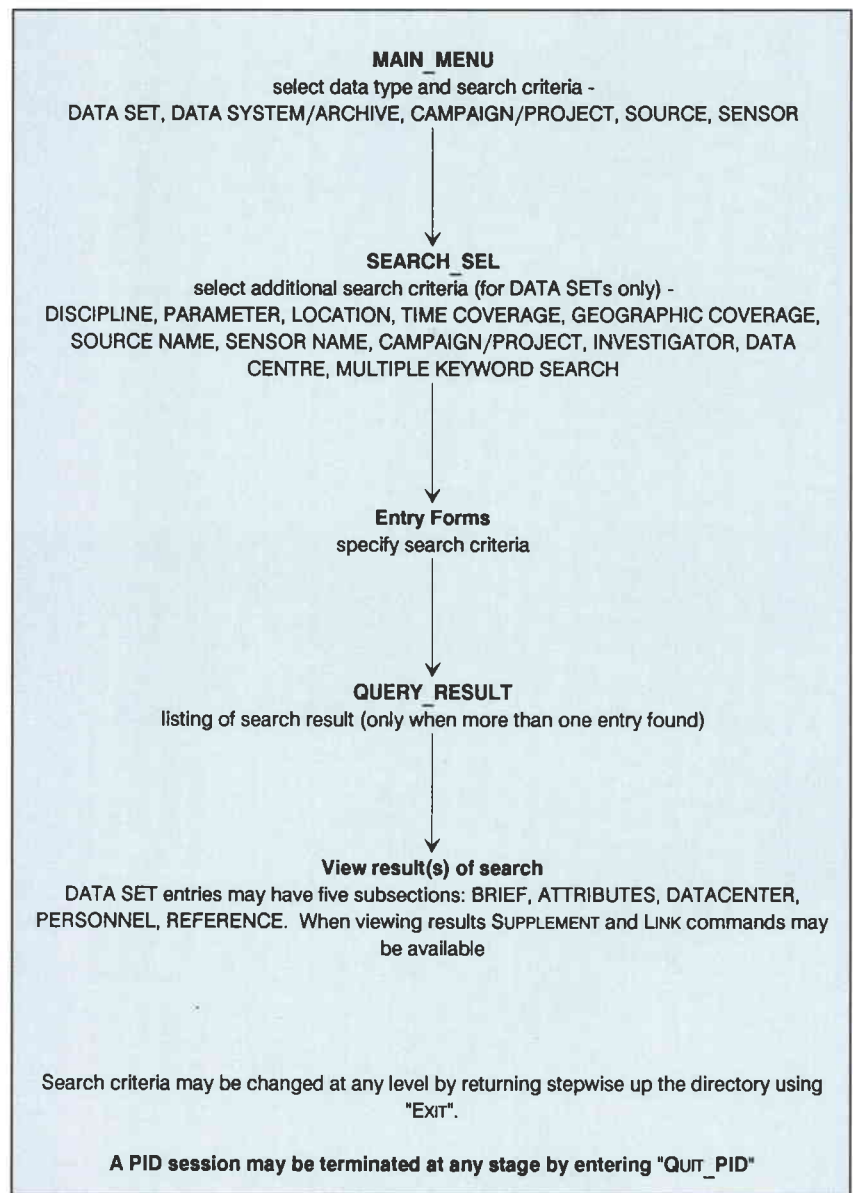 MAIN_MENU
select data type and search criteria -
DATA SET, DATA SYSTEM/ARCHIVE, CAMPAIGN/PROJECT, SOURCE, SENSOR
SEARCH_SEL
select additional search criteria (for DATA SETs only) -
DISCIPLINE, PARAMETER, LOCATION, TIME COVERAGE, GEOGRAPHIC COVERAGE,
SOURCE NAME, SENSOR NAME, CAMPAIGN/PROJECT, INVESTIGATOR, DATA
CENTRE, MULTIPLE KEYWORD SEARCH
Entry Forms
specify search criteria
QUERY_RESULT
listing of search result (only when more than one entry found)
View result(s) of search
DATA SET entries may have five subsections: BRIEF, ATTRIBUTES, DATACENTER,
PERSONNEL, REFERENCE. When viewing results SUPPLEMENT and LINK commands may
be available
Search criteria may be changed at any level by returning stepwise up the directory using
"EXIT".
A PID session may be terminated at any stage by entering "QUIT_PID"